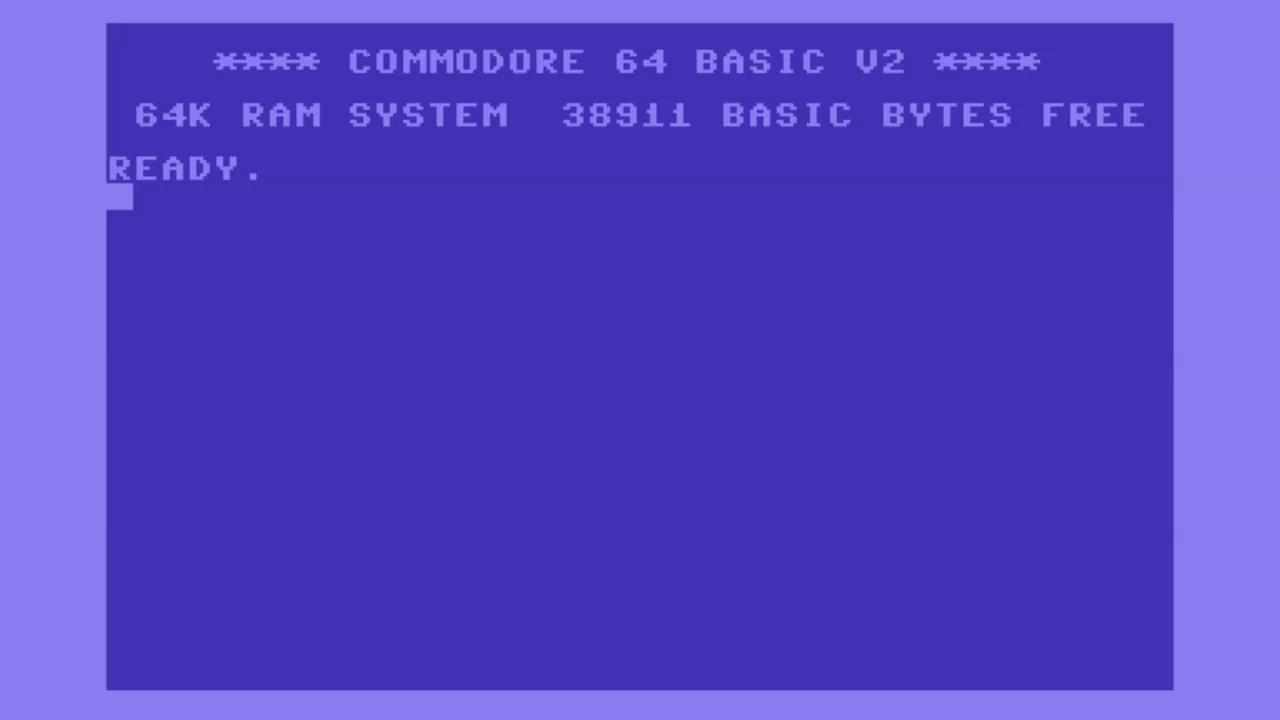 **** COMMODORE 64 BASIC V2 ****
64K RAM SYSTEM  38911 BASIC BYTES FREE
READY.